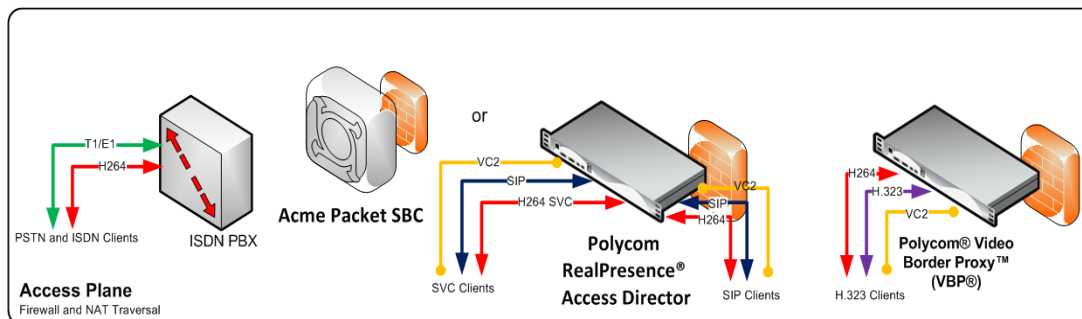 T1/E1
H264
PSTN and ISDN Clients
ISDN PBX
Access Plane
Firewall and NAT Traversal
Acme Packet SBC
or
VC2
SIP
H264 SVC
SVC Clients
Polycom
RealPresence®
Access Director
VC2
SIP
H264
SIP Clients
H264
H.323
VC2
H.323 Clients
Polycom® Video
Border Proxy™
(VBP®)